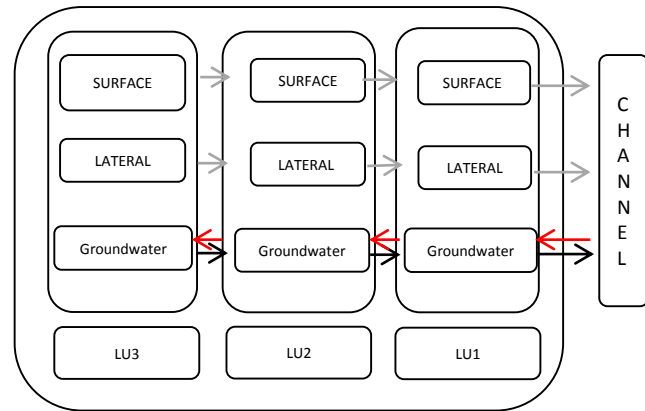 SURFACE SURFACE SURFACE
LATERAL LATERAL LATERAL
Groundwater Groundwater Groundwater
LU3 LU2 LU1
C
H
A
N
N
E
L